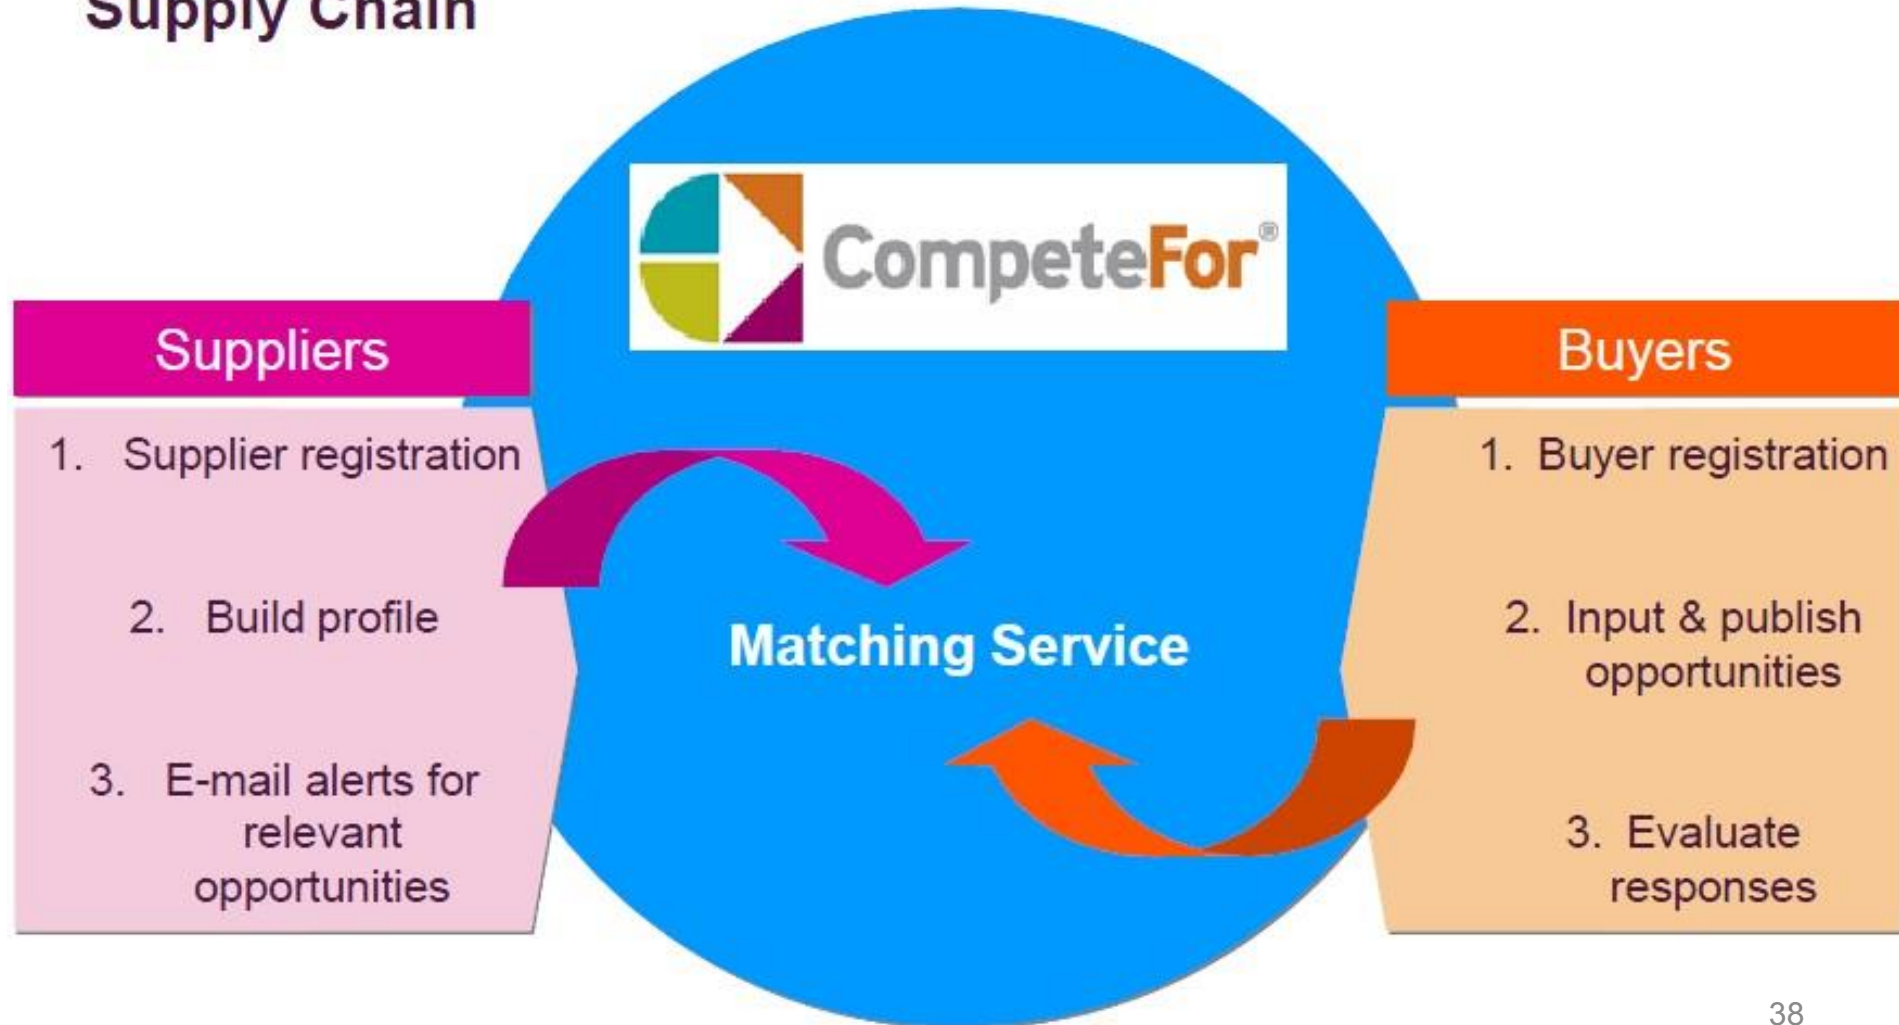 Supply Chain
CompeteFor®
Suppliers
1. Supplier registration
2. Build profile
3. E-mail alerts for
relevant
opportunities
Matching Service
Buyers
1. Buyer registration
2. Input & publish
opportunities
3. Evaluate
responses
38